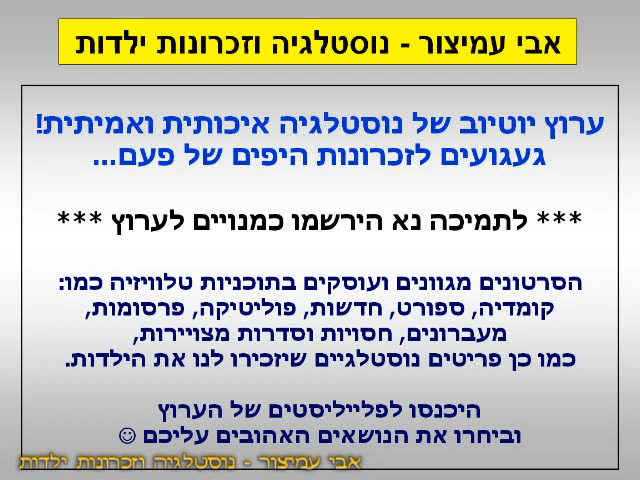 אבי עמיצור - נוסטלגיה וזכרונות ילדות
ערוץ יוטיוב של נוסטלגיה איכותית ואמיתית!
געגועים לזכרונות היפים של פעם...
*** לתמיכה נא הירשמו כמנויים לערוץ ***
הסרטונים מגוונים ועוסקים בתוכניות טלוויזיה כמו:
קומדיה, ספורט, חדשות, פוליטיקה, פרסומות,
מעברונים, חסויות וסדרות מצויירות,
כמו כן פריטים נוסטלגיים שיזכירו לנו את הילדות.
היכנסו לפלייליסטים של הערוץ
וביחרו את הנושאים האהובים עליכם ☺
אבי עמיצור - נוסטלגיה וזכרונות ילדות